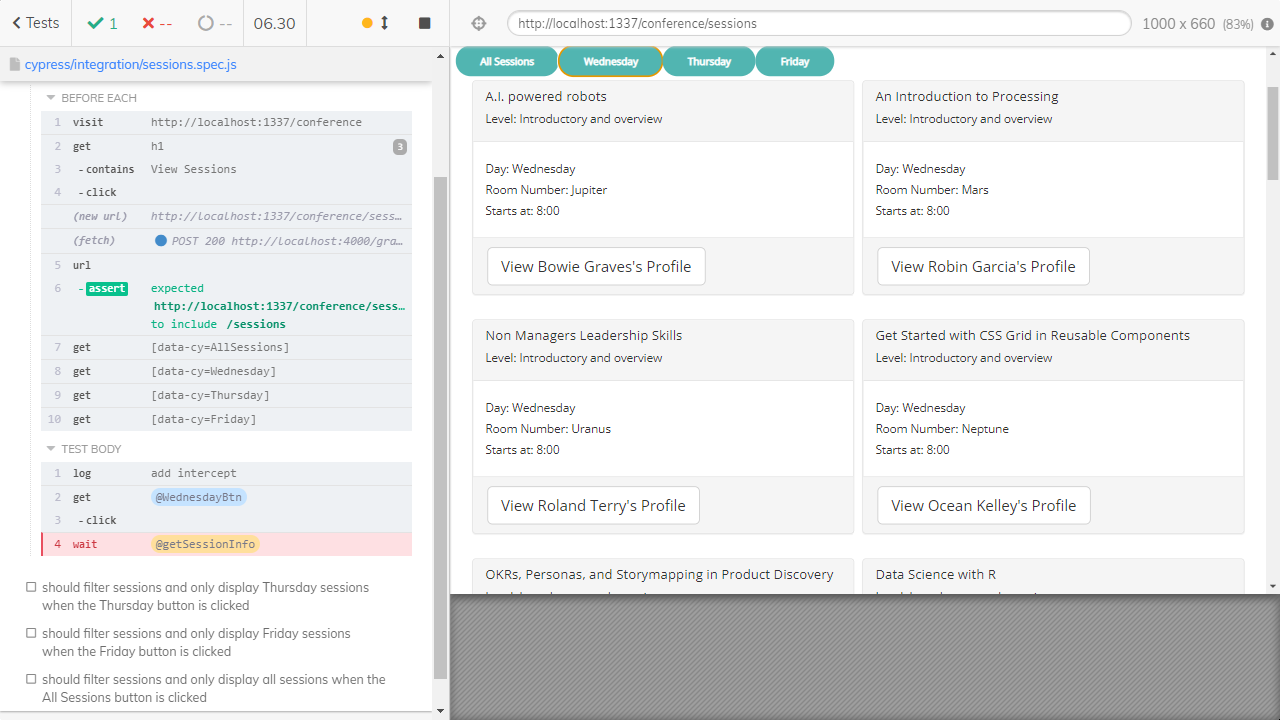 Tests
1
--
--
06.30
http://localhost:1337/conference/sessions
1000 x 660 (83%)
cypress/integration/sessions.spec.js
BEFORE EACH
1 visit http://localhost:1337/conference
2 get h1 3
3 - contains View Sessions
4 - click
(new url) http://localhost:1337/conference/sess…
(fetch) POST 200 http://localhost:4000/gra…
5 url
6 - assert expected
http://localhost:1337/conference/sess…
to include /sessions
7 get [data-cy=AllSessions]
8 get [data-cy=Wednesday]
9 get [data-cy=Thursday]
10 get [data-cy=Friday]
TEST BODY
1 log add intercept
2 get @WednesdayBtn
3 - click
4 wait @getSessionInfo
should filter sessions and only display Thursday sessions
when the Thursday button is clicked
should filter sessions and only display Friday sessions
when the Friday button is clicked
should filter sessions and only display all sessions when the
All Sessions button is clicked
All Sessions Wednesday Thursday Friday
A.I. powered robots
Level: Introductory and overview
Day: Wednesday
Room Number: Jupiter
Starts at: 8:00
View Bowie Graves's Profile
An Introduction to Processing
Level: Introductory and overview
Day: Wednesday
Room Number: Mars
Starts at: 8:00
View Robin Garcia's Profile
Non Managers Leadership Skills
Level: Introductory and overview
Day: Wednesday
Room Number: Uranus
Starts at: 8:00
View Roland Terry's Profile
Get Started with CSS Grid in Reusable Components
Level: Introductory and overview
Day: Wednesday
Room Number: Neptune
Starts at: 8:00
View Ocean Kelley's Profile
OKRs, Personas, and Storymapping in Product Discovery
Data Science with R